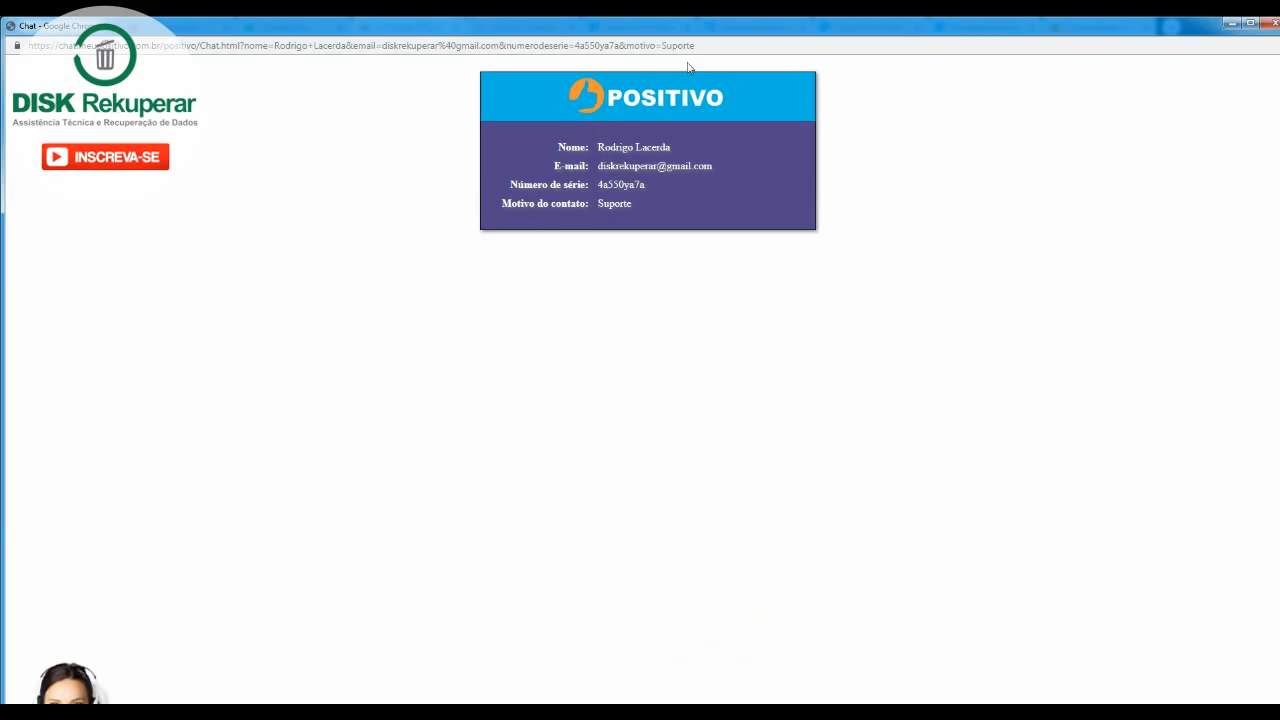 Chat - Google Chrome
https://chat.
positivo.com.br/positivo/Chat.html?nome=Rodrigo+Lacerda&email=diskrekuperar%40gmail.com&numerodeserie=4a550ya7a&motivo=Suporte
DISK Rekuperar
Assistência Técnica e Recuperação de Dados
INSCREVA-SE
POSITIVO
Nome: Rodrigo Lacerda
E-mail: diskrekuperar@gmail.com
Número de série: 4a550ya7a
Motivo do contato: Suporte